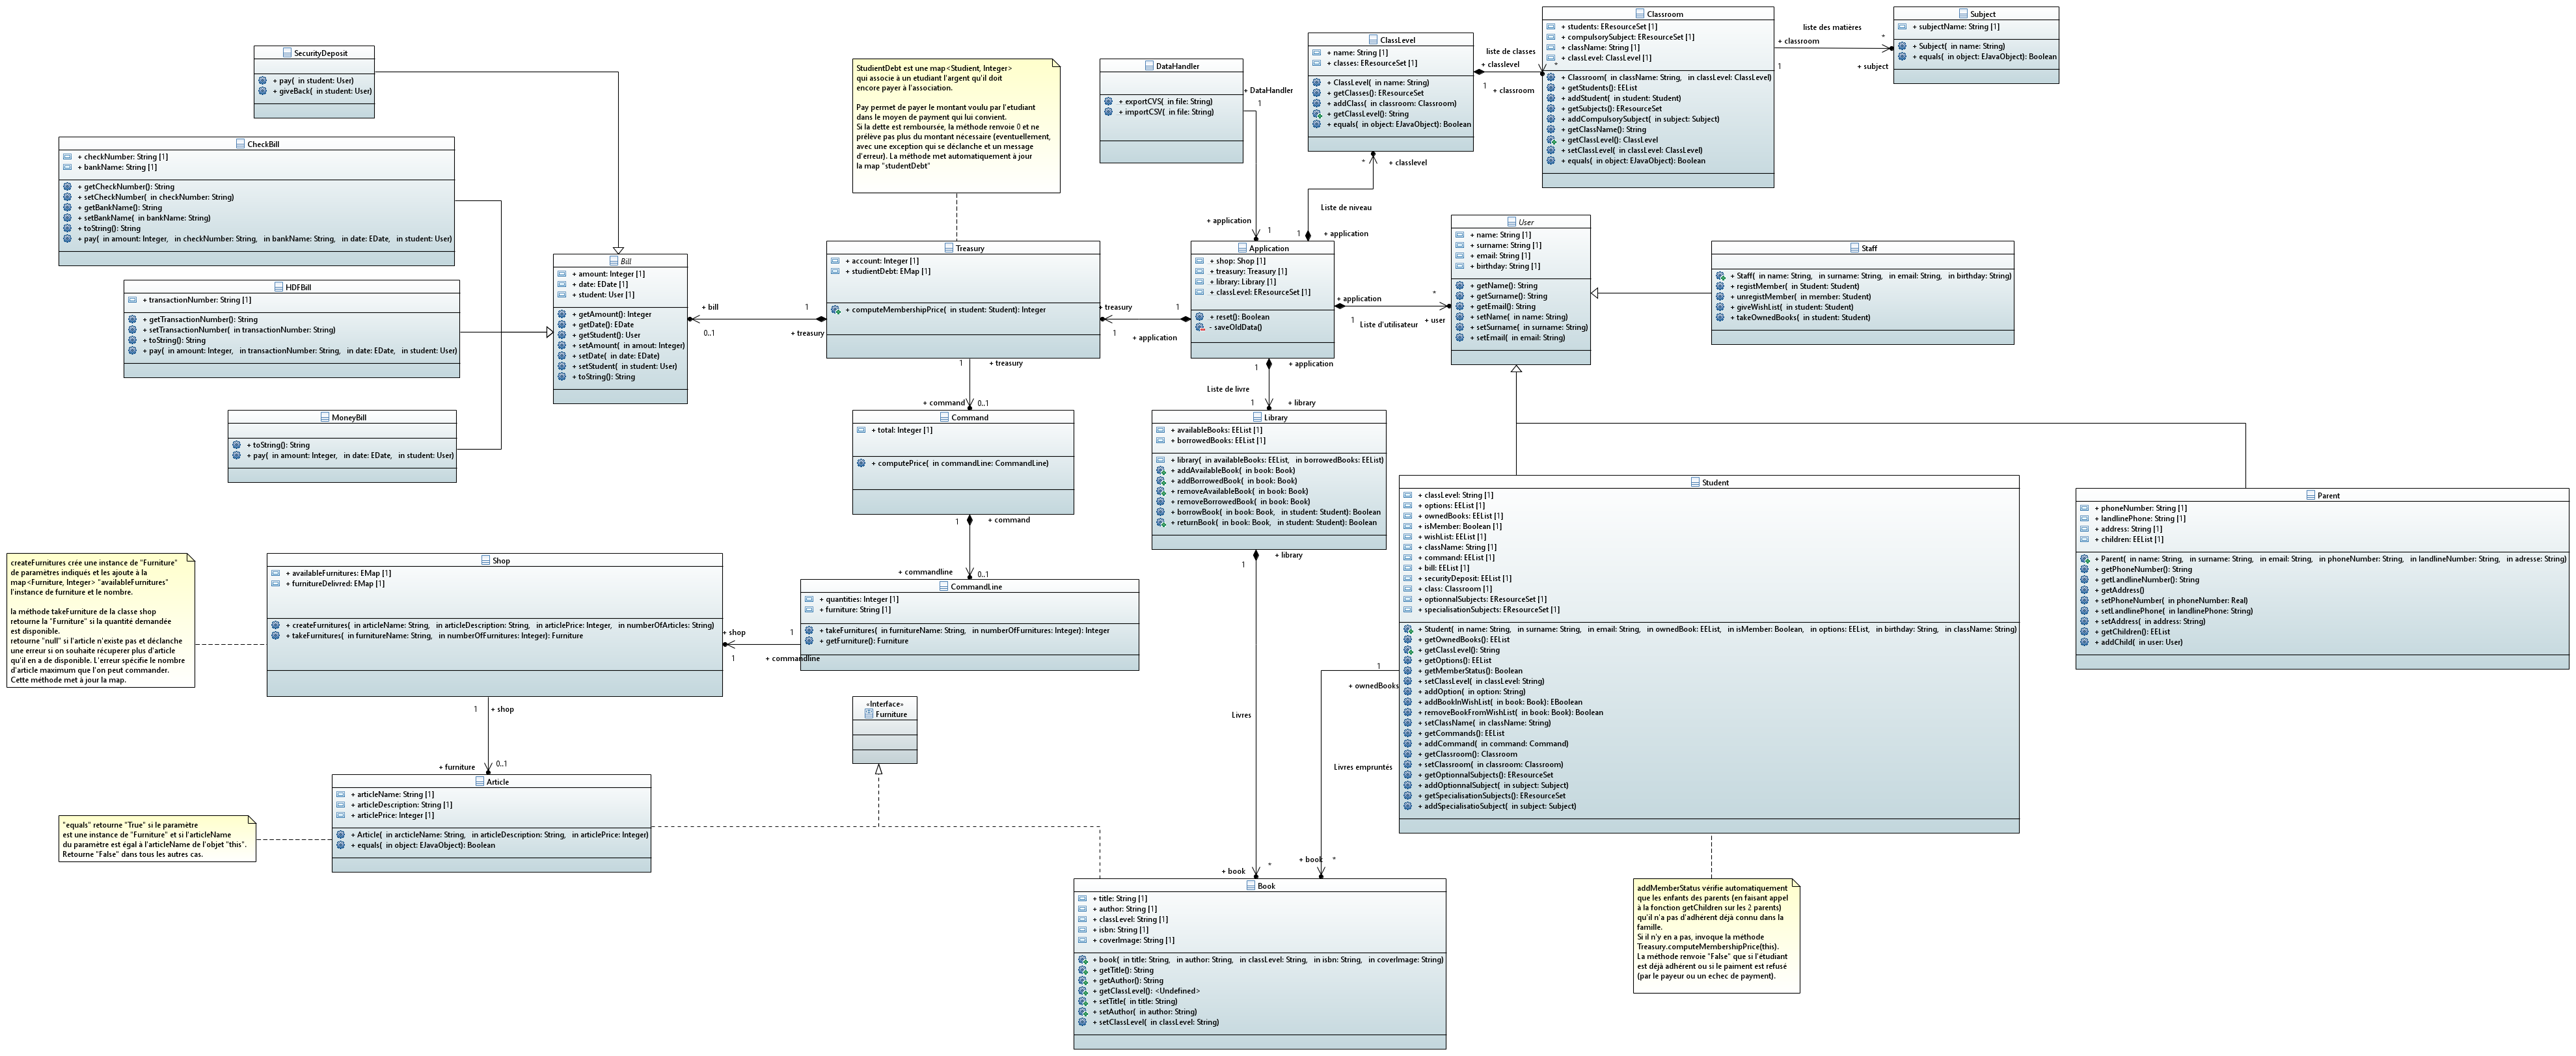 SecurityDeposit
+ pay( in student: User)
+ giveBack( in student: User)
CheckBill
+ checkNumber: String [1]
+ bankName: String [1]
+ getCheckNumber(): String
+ setCheckNumber( in checkNumber: String)
+ getBankName(): String
+ setBankName( in bankName: String)
+ toString(): String
+ pay( in amount: Integer, in checkNumber: String, in bankName: String, in date: EDate, in student: User)
HDFBill
+ transactionNumber: String [1]
+ getTransactionNumber(): String
+ setTransactionNumber( in transactionNumber: String)
+ toString(): String
+ pay( in amount: Integer, in transactionNumber: String, in date: EDate, in student: User)
MoneyBill
+ toString(): String
+ pay( in amount: Integer, in date: EDate, in student: User)
Bill
+ amount: Integer [1]
+ date: EDate [1]
+ student: User [1]
+ getAmount(): Integer
+ getDate(): EDate
+ getStudent(): User
+ setAmount( in amout: Integer)
+ setDate( in date: EDate)
+ setStudent( in student: User)
+ toString(): String
StudientDebt est une map<Studient, Integer>
qui associe à un etudiant l'argent qu'il doit
encore payer à l'association.
Pay permet de payer le montant voulu par l'etudiant
dans le moyen de payment qui lui convient.
Si la dette est remboursée, la méthode renvoie 0 et ne
prélève pas plus du montant nécessaire (eventuellement,
avec une exception qui se déclanche et un message
d'erreur). La méthode met automatiquement à jour
la map "studentDebt"
+ bill
0..1
1
+ treasury
Treasury
+ account: Integer [1]
+ studientDebt: EMap [1]
+ computeMembershipPrice( in student: Student): Integer
+ treasury
1
1
+ application
DataHandler
+ exportCVS( in file: String)
+ importCSV( in file: String)
+ DataHandler
1
+ application
1
Application
+ shop: Shop [1]
+ treasury: Treasury [1]
+ library: Library [1]
+ classLevel: EResourceSet [1]
+ reset(): Boolean
- saveOldData()
ClassLevel
+ name: String [1]
+ classes: EResourceSet [1]
+ ClassLevel( in name: String)
+ getClasses(): EResourceSet
+ addClass( in classroom: Classroom)
+ getClassLevel(): String
+ equals( in object: EJavaObject): Boolean
* + classlevel
Liste de niveau
1 + application
liste de classes
+ classlevel *
1 + classroom
Classroom
+ students: EResourceSet [1]
+ compulsorySubject: EResourceSet [1]
+ className: String [1]
+ classLevel: ClassLevel [1]
+ Classroom( in className: String, in classLevel: ClassLevel)
+ getStudents(): EEList
+ addStudent( in student: Student)
+ getSubjects(): EResourceSet
+ addCompulsorySubject( in subject: Subject)
+ getClassName(): String
+ getClassLevel(): ClassLevel
+ setClassLevel( in classLevel: ClassLevel)
+ equals( in object: EJavaObject): Boolean
liste des matières
+ classroom *
1 + subject
Subject
+ subjectName: String [1]
+ Subject( in name: String)
+ equals( in object: EJavaObject): Boolean
+ application *
1 Liste d'utilisateur + user
User
+ name: String [1]
+ surname: String [1]
+ email: String [1]
+ birthday: String [1]
+ getName(): String
+ getSurname(): String
+ getEmail(): String
+ setName( in name: String)
+ setSurname( in surname: String)
+ setEmail( in email: String)
Staff
+ Staff( in name: String, in surname: String, in email: String, in birthday: String)
+ registMember( in Student: Student)
+ unregistMember( in member: Student)
+ giveWishList( in student: Student)
+ takeOwnedBooks( in student: Student)
1 + treasury
+ command 0..1
Command
+ total: Integer [1]
+ computePrice( in commandLine: CommandLine)
1 + command
+ commandline 0..1
CommandLine
+ quantities: Integer [1]
+ furniture: String [1]
+ takeFurnitures( in furnitureName: String, in numberOfFurnitures: Integer): Integer
+ getFurniture(): Furniture
1 + application
Liste de livre
1 + library
Library
+ availableBooks: EEList [1]
+ borrowedBooks: EEList [1]
+ library( in availableBooks: EEList, in borrowedBooks: EEList)
+ addAvailableBook( in book: Book)
+ addBorrowedBook( in book: Book)
+ removeAvailableBook( in book: Book)
+ removeBorrowedBook( in book: Book)
+ borrowBook( in book: Book, in student: Student): Boolean
+ returnBook( in book: Book, in student: Student): Boolean
+ library
1
Livres
+ book *
Student
+ classLevel: String [1]
+ options: EEList [1]
+ ownedBooks: EEList [1]
+ isMember: Boolean [1]
+ wishList: EEList [1]
+ className: String [1]
+ command: EEList [1]
+ bill: EEList [1]
+ securityDeposit: EEList [1]
+ class: Classroom [1]
+ optionnalSubjects: EResourceSet [1]
+ specialisationSubjects: EResourceSet [1]
+ Student( in name: String, in surname: String, in email: String, in ownedBook: EEList, in isMember: Boolean, in options: EEList, in birthday: String, in className: String)
+ getOwnedBooks(): EEList
+ getClassLevel(): String
+ getOptions(): EEList
+ getMemberStatus(): Boolean
+ setClassLevel( in classLevel: String)
+ addOption( in option: String)
+ addBookInWishList( in book: Book): EBoolean
+ removeBookFromWishList( in book: Book): Boolean
+ setClassName( in className: String)
+ getCommands(): EEList
+ addCommand( in command: Command)
+ getClassroom(): Classroom
+ setClassroom( in classroom: Classroom)
+ getOptionnalSubjects(): EResourceSet
+ addOptionnalSubject( in subject: Subject)
+ getSpecialisationSubjects(): EResourceSet
+ addSpecialisatioSubject( in subject: Subject)
1
+ ownedBooks
Livres empruntés
+ book *
Parent
+ phoneNumber: String [1]
+ landlinePhone: String [1]
+ address: String [1]
+ children: EEList [1]
+ Parent( in name: String, in surname: String, in email: String, in phoneNumber: String, in landlineNumber: String, in adresse: String)
+ getPhoneNumber(): String
+ getLandlineNumber(): String
+ getAddress()
+ setPhoneNumber( in phoneNumber: Real)
+ setLandlinePhone( in landlinePhone: String)
+ setAddress( in address: String)
+ getChildren(): EEList
+ addChild( in user: User)
createFurnitures crée une instance de "Furniture"
de paramètres indiqués et les ajoute à la
map<Furniture, Integer> "availableFurnitures"
l'instance de furniture et le nombre.
la méthode takeFurniture de la classe shop
retourne la "Furniture" si la quantité demandée
est disponible.
retourne "null" si l'article n'existe pas et déclanche
une erreur si on souhaite récuperer plus d'article
qu'il en a de disponible. L'erreur spécifie le nombre
d'article maximum que l'on peut commander.
Cette méthode met à jour la map.
Shop
+ availableFurnitures: EMap [1]
+ furnitureDelivred: EMap [1]
+ createFurnitures( in articleName: String, in articleDescription: String, in articlePrice: Integer, in numberOfArticles: String)
+ takeFurnitures( in furnitureName: String, in numberOfFurnitures: Integer): Furniture
+ shop 1
1 + commandline
1 + shop
+ furniture 0..1
«Interface»
Furniture
Article
+ articleName: String [1]
+ articleDescription: String [1]
+ articlePrice: Integer [1]
+ Article( in arcticleName: String, in articleDescription: String, in articlePrice: Integer)
+ equals( in object: EJavaObject): Boolean
"equals" retourne "True" si le paramètre
est une instance de "Furniture" et si l'articleName
du paramètre est égal à l'articleName de l'objet "this".
Retourne "False" dans tous les autres cas.
Book
+ title: String [1]
+ author: String [1]
+ classLevel: String [1]
+ isbn: String [1]
+ coverImage: String [1]
+ book( in title: String, in author: String, in classLevel: String, in isbn: String, in coverImage: String)
+ getTitle(): String
+ getAuthor(): String
+ getClassLevel(): <Undefined>
+ setTitle( in title: String)
+ setAuthor( in author: String)
+ setClassLevel( in classLevel: String)
addMemberStatus vérifie automatiquement
que les enfants des parents (en faisant appel
à la fonction getChildren sur les 2 parents)
qu'il n'a pas d'adhérent déjà connu dans la
famille.
Si il n'y en a pas, invoque la méthode
Treasury.computeMembershipPrice(this).
La méthode renvoie "False" que si l'étudiant
est déjà adhérent ou si le paiment est refusé
(par le payeur ou un echec de payment).